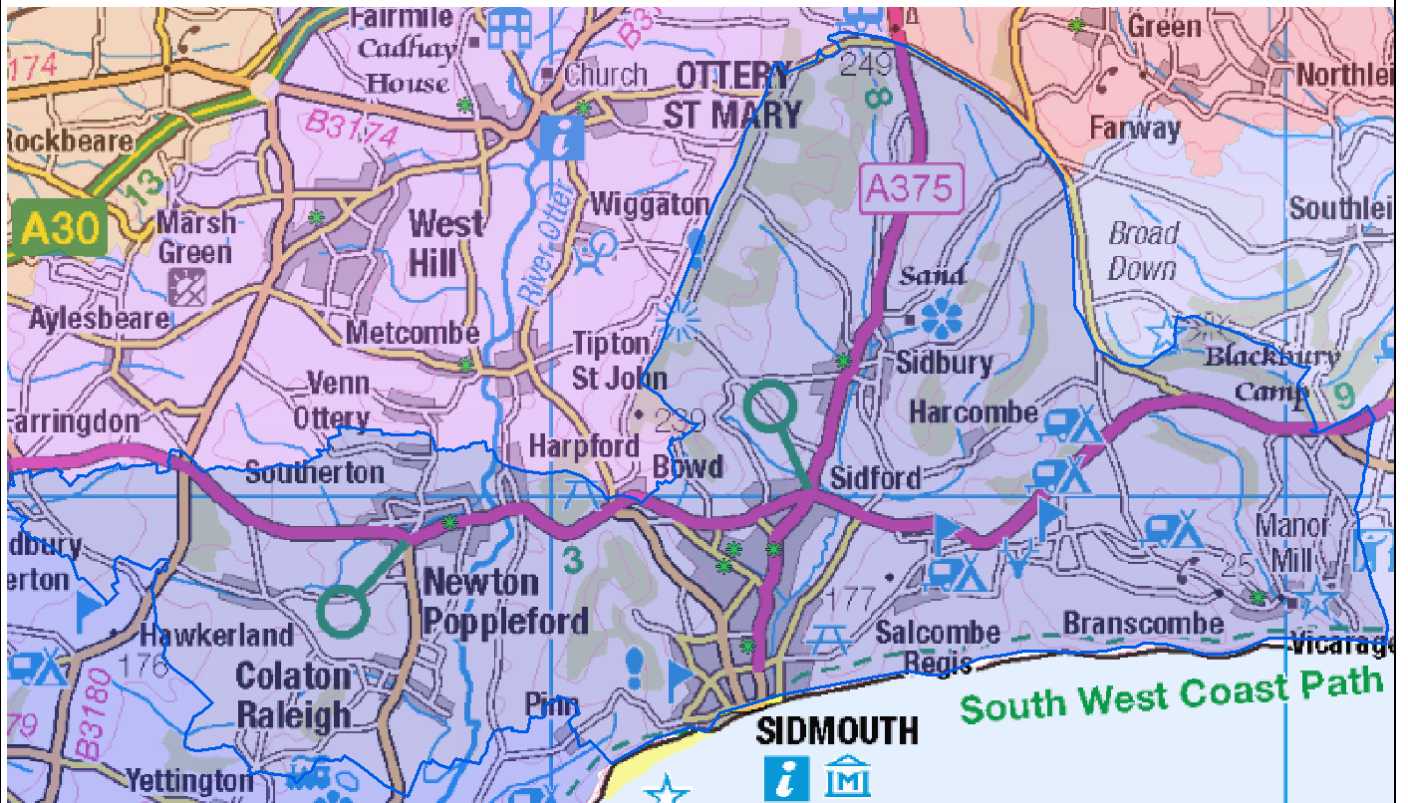 Fairmile
B3
Green
Cadhay
House
174
249
Church
OTTERY
ST MARY
Northlei
B3174
8
Farway
Rockbeare
13
A375
A30
Marsh
Green
West
Hill
River Otter
Wiggaton
Southlei
Broad
Down
Sand
Aylesbeare
Metcombe
Tipton
St John
Sidbury
Blackbury
Camp
9
Venn
Ottery
Harcombe
239
Farringdon
Harpford
Bowd
Southerton
Sidford
dbury
Manor
Mill
erton
3
25
Newton
Poppleford
177
Hawkerland
176
Salcombe
Regis
Branscombe
Vicarage
Colaton
Raleigh
Pinn
South West Coast Path
79
B3180
SIDMOUTH
Yettington
i
M
i